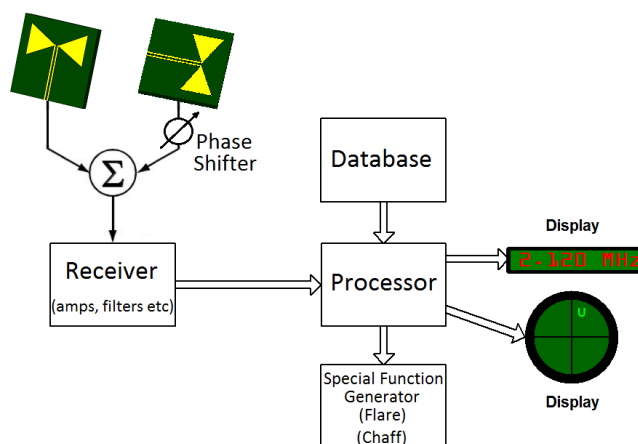 Phase
Shifter
Σ
Database
Display
2.120 MHz
Receiver
(amps, filters etc)
Processor
U
Special Function
Generator
(Flare)
(Chaff)
Display